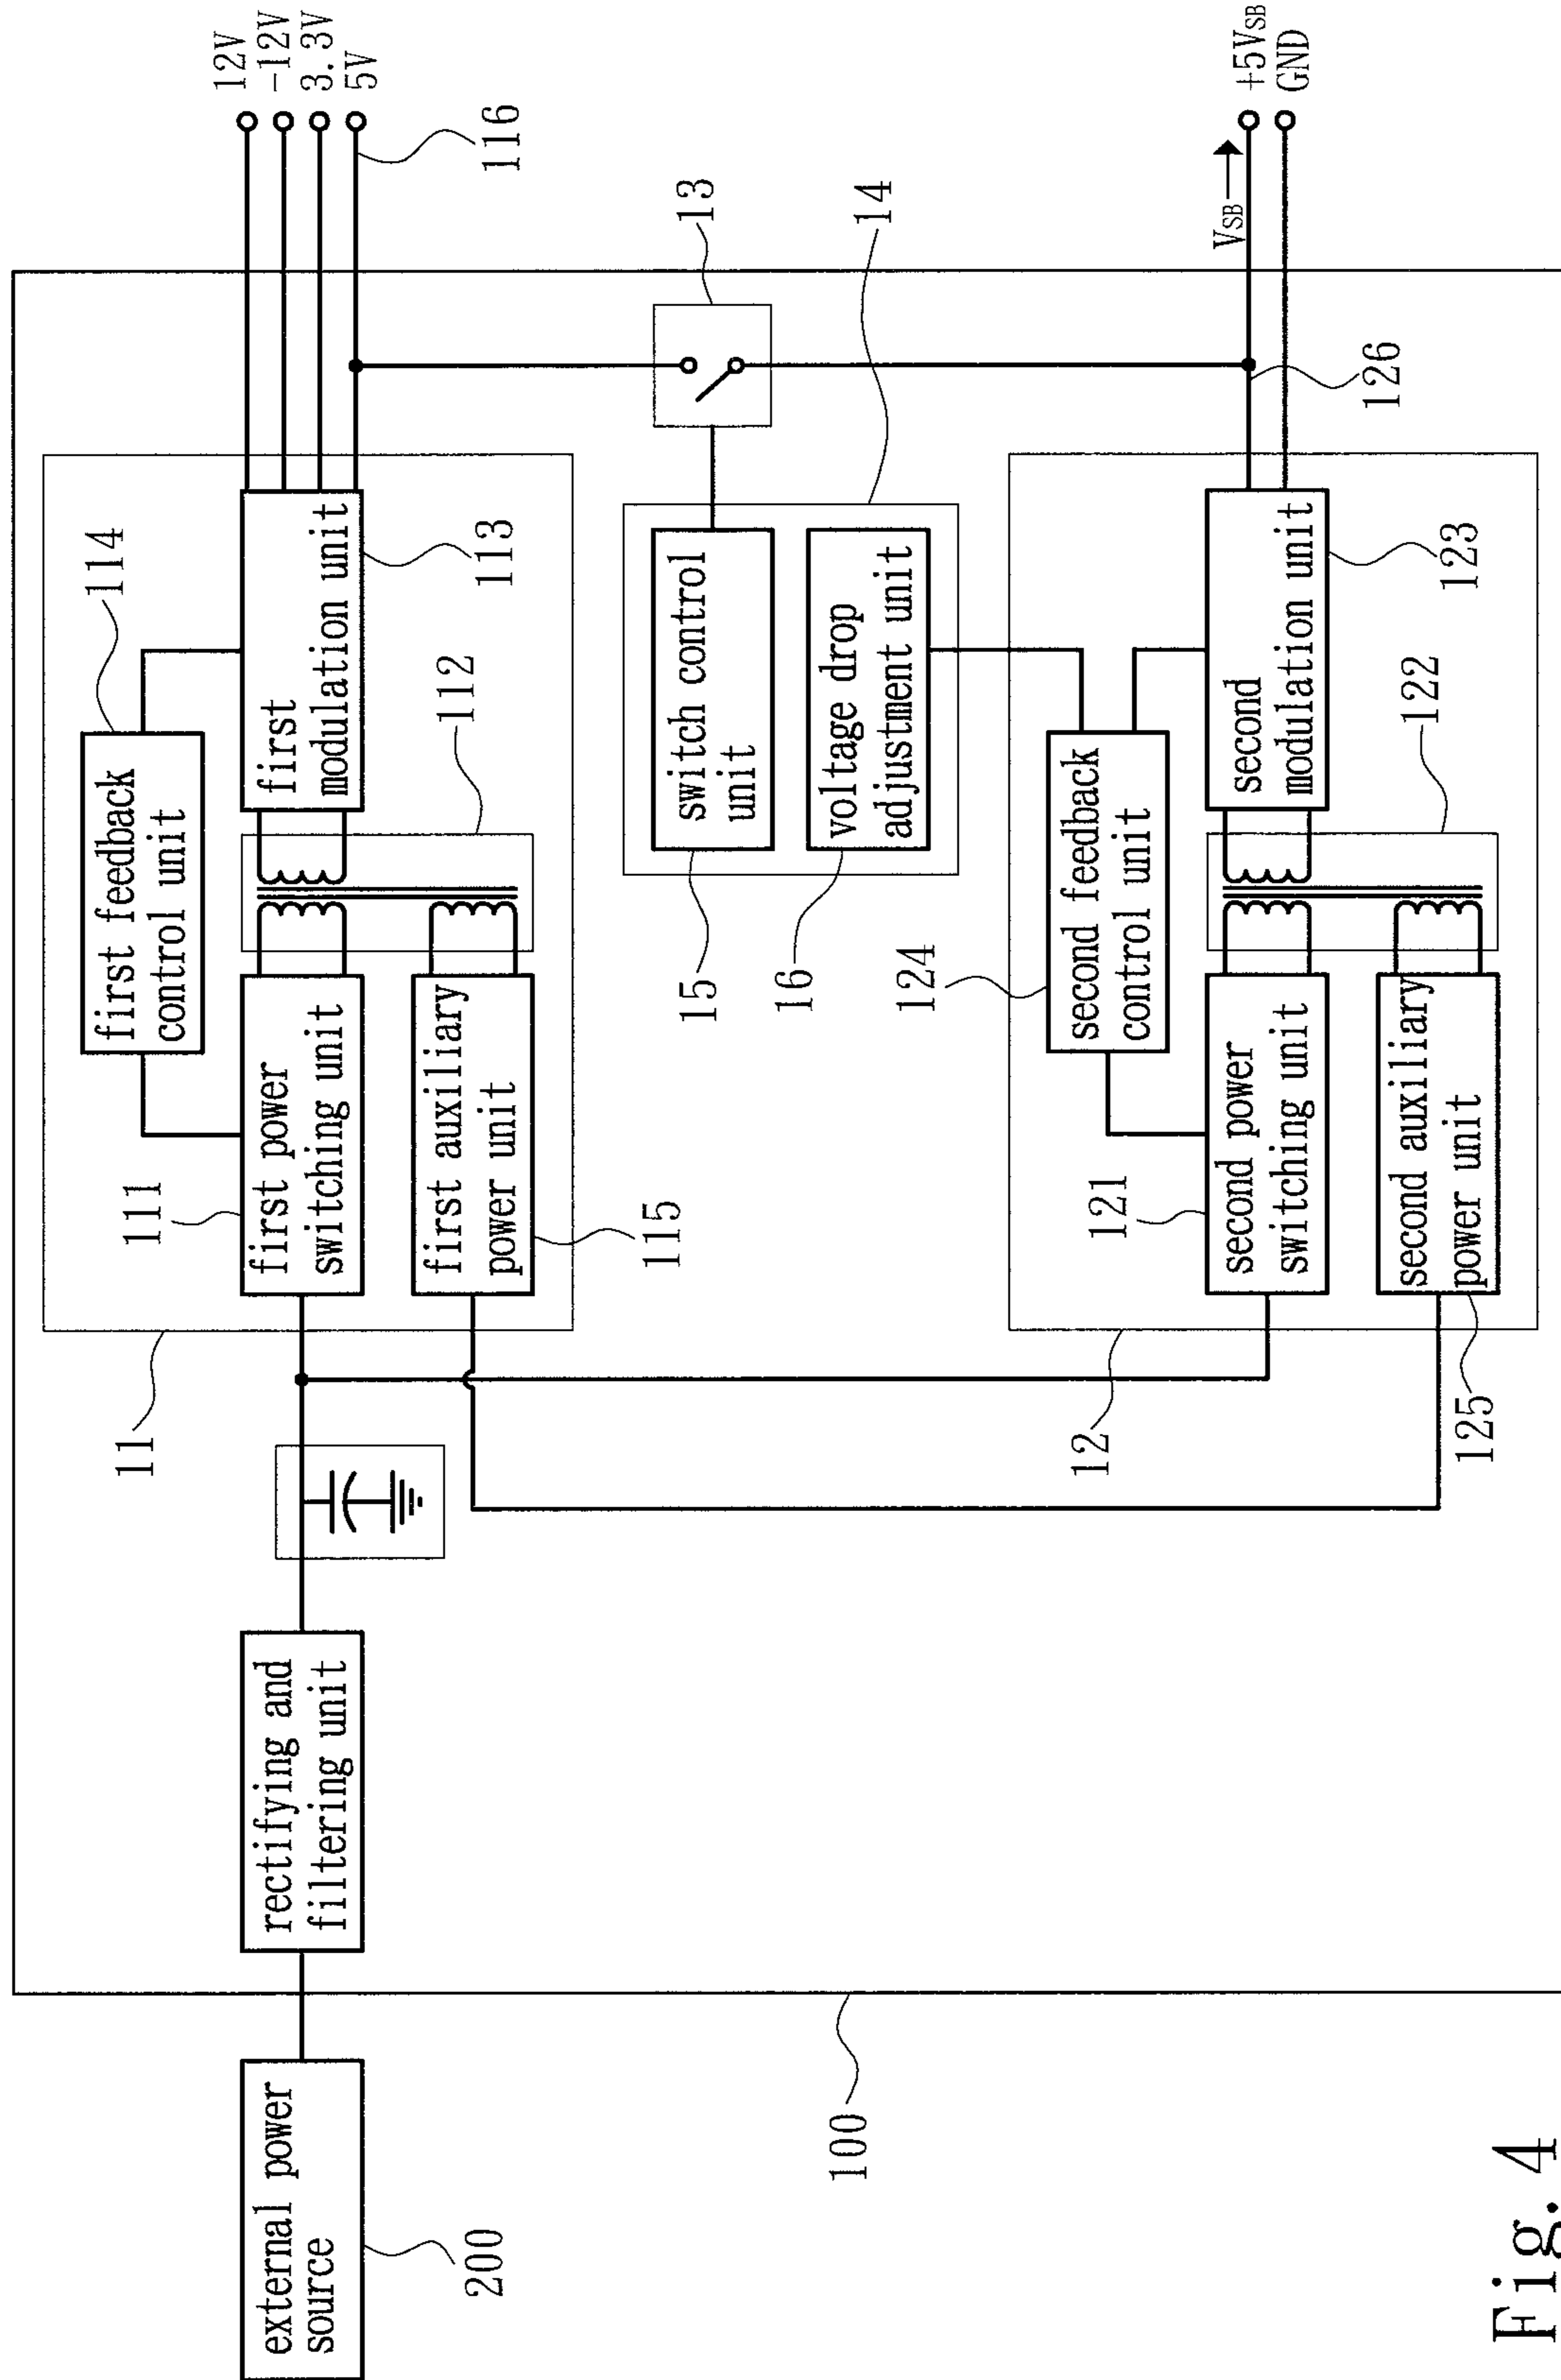 12V
-12V
3.3V
5V
116
114
first feedback
control unit
first
modulation unit
113
112
111
first power
switching unit
first auxiliary
power unit
115
11
rectifying and
filtering unit
external power
source
200
100
13
14
switch control
unit
15
voltage drop
adjustment unit
16
VSB
+5VSB
GND
126
124
second feedback
control unit
second
modulation unit
123
122
121
second power
switching unit
second auxiliary
power unit
125
12
Fig. 4